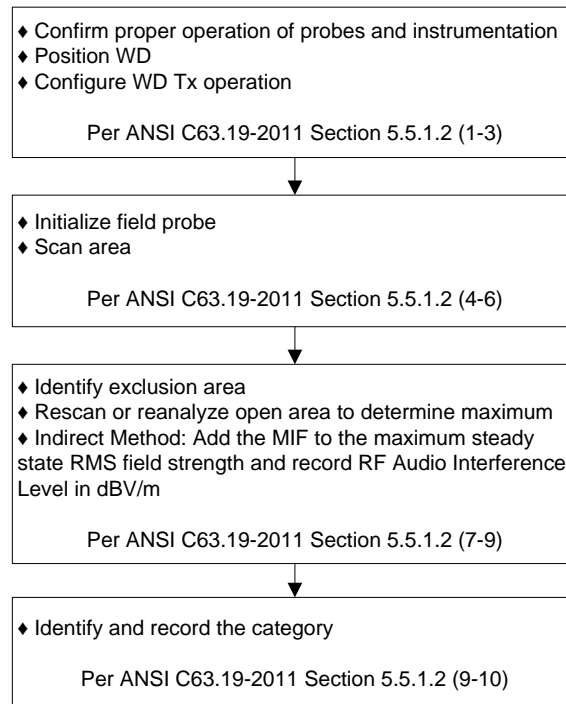 ♦ Confirm proper operation of probes and instrumentation
♦ Position WD
♦ Configure WD Tx operation
Per ANSI C63.19-2011 Section 5.5.1.2 (1-3)
♦ Initialize field probe
♦ Scan area
Per ANSI C63.19-2011 Section 5.5.1.2 (4-6)
♦ Identify exclusion area
♦ Rescan or reanalyze open area to determine maximum
♦ Indirect Method: Add the MIF to the maximum steady
state RMS field strength and record RF Audio Interference
Level in dBV/m
Per ANSI C63.19-2011 Section 5.5.1.2 (7-9)
♦ Identify and record the category
Per ANSI C63.19-2011 Section 5.5.1.2 (9-10)